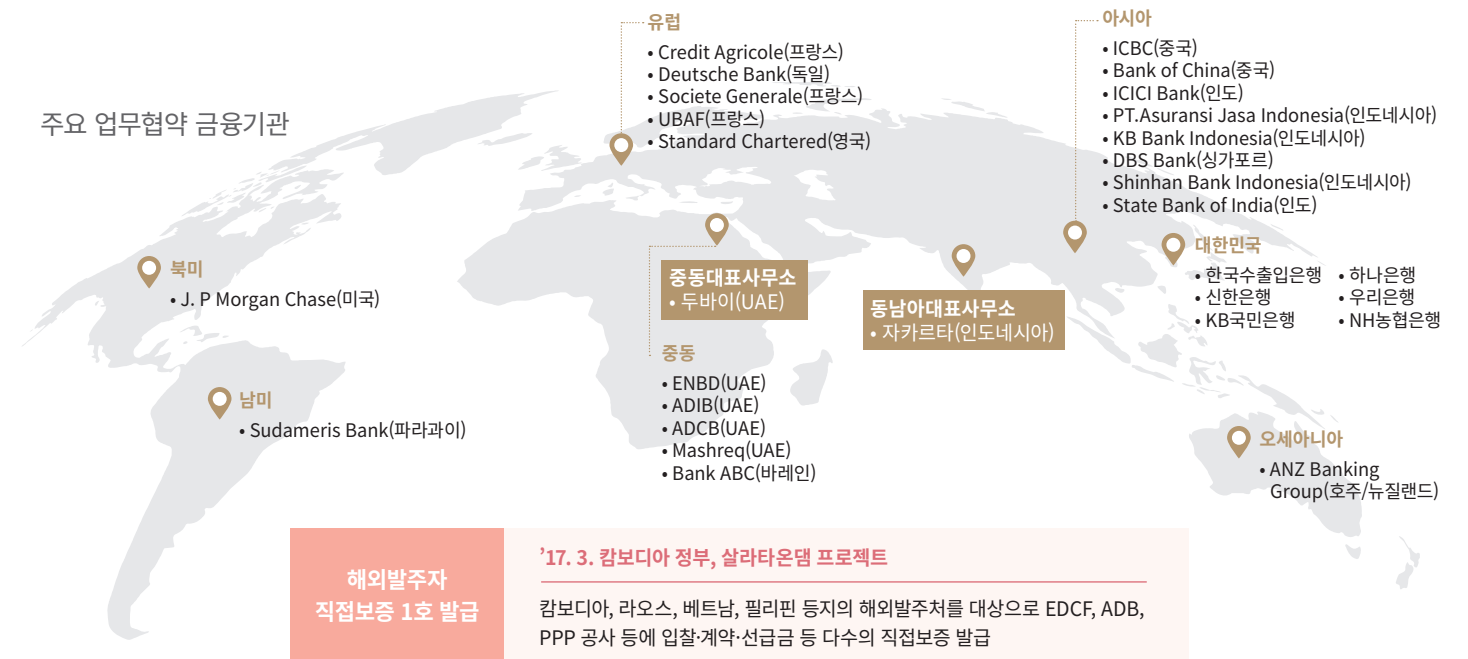 주요 업무협약 금융기관
유럽
• Credit Agricole(프랑스)
• Deutsche Bank(독일)
• Societe Generale(프랑스)
• UBAF(프랑스)
• Standard Chartered(영국)
아시아
• ICBC(중국)
• Bank of China(중국)
• ICICI Bank(인도)
• PT.Asuransi Jasa Indonesia(인도네시아)
• KB Bank Indonesia(인도네시아)
• DBS Bank(싱가포르)
• Shinhan Bank Indonesia(인도네시아)
• State Bank of India(인도)
대한민국
• 한국수출입은행 • 하나은행
• 신한은행 • 우리은행
• KB국민은행 • NH농협은행
북미
• J. P Morgan Chase(미국)
중동대표사무소
• 두바이(UAE)
동남아대표사무소
• 자카르타(인도네시아)
중동
• ENBD(UAE)
• ADIB(UAE)
• ADCB(UAE)
• Mashreq(UAE)
• Bank ABC(바레인)
남미
• Sudameris Bank(파라과이)
오세아니아
• ANZ Banking
Group(호주/뉴질랜드)
해외발주자
직접보증 1호 발급
’17. 3. 캄보디아 정부, 살라타온댐 프로젝트
캄보디아, 라오스, 베트남, 필리핀 등지의 해외발주처를 대상으로 EDCF, ADB,
PPP 공사 등에 입찰·계약·선급금 등 다수의 직접보증 발급